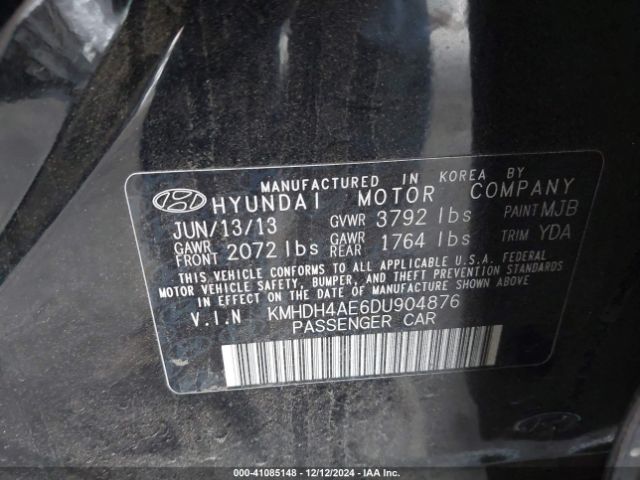 MANUFACTURED IN KOREA BY
HYUNDAI MOTOR COMPANY
JUN/13/13 GVWR 3792 lbs PAINT MJB
GAWR FRONT 2072 lbs GAWR REAR 1764 lbs TRIM YDA
THIS VEHICLE CONFORMS TO ALL APPLICABLE U.S.A. FEDERAL
MOTOR VEHICLE SAFETY, BUMPER, AND THEFT PREVENTION STANDARDS
IN EFFECT ON THE DATE OF MANUFACTURE SHOWN ABOVE.
V.I.N KMHDH4AE6DU904876
PASSENGER CAR
000-41085148 - 12/12/2024 - IAA Inc.